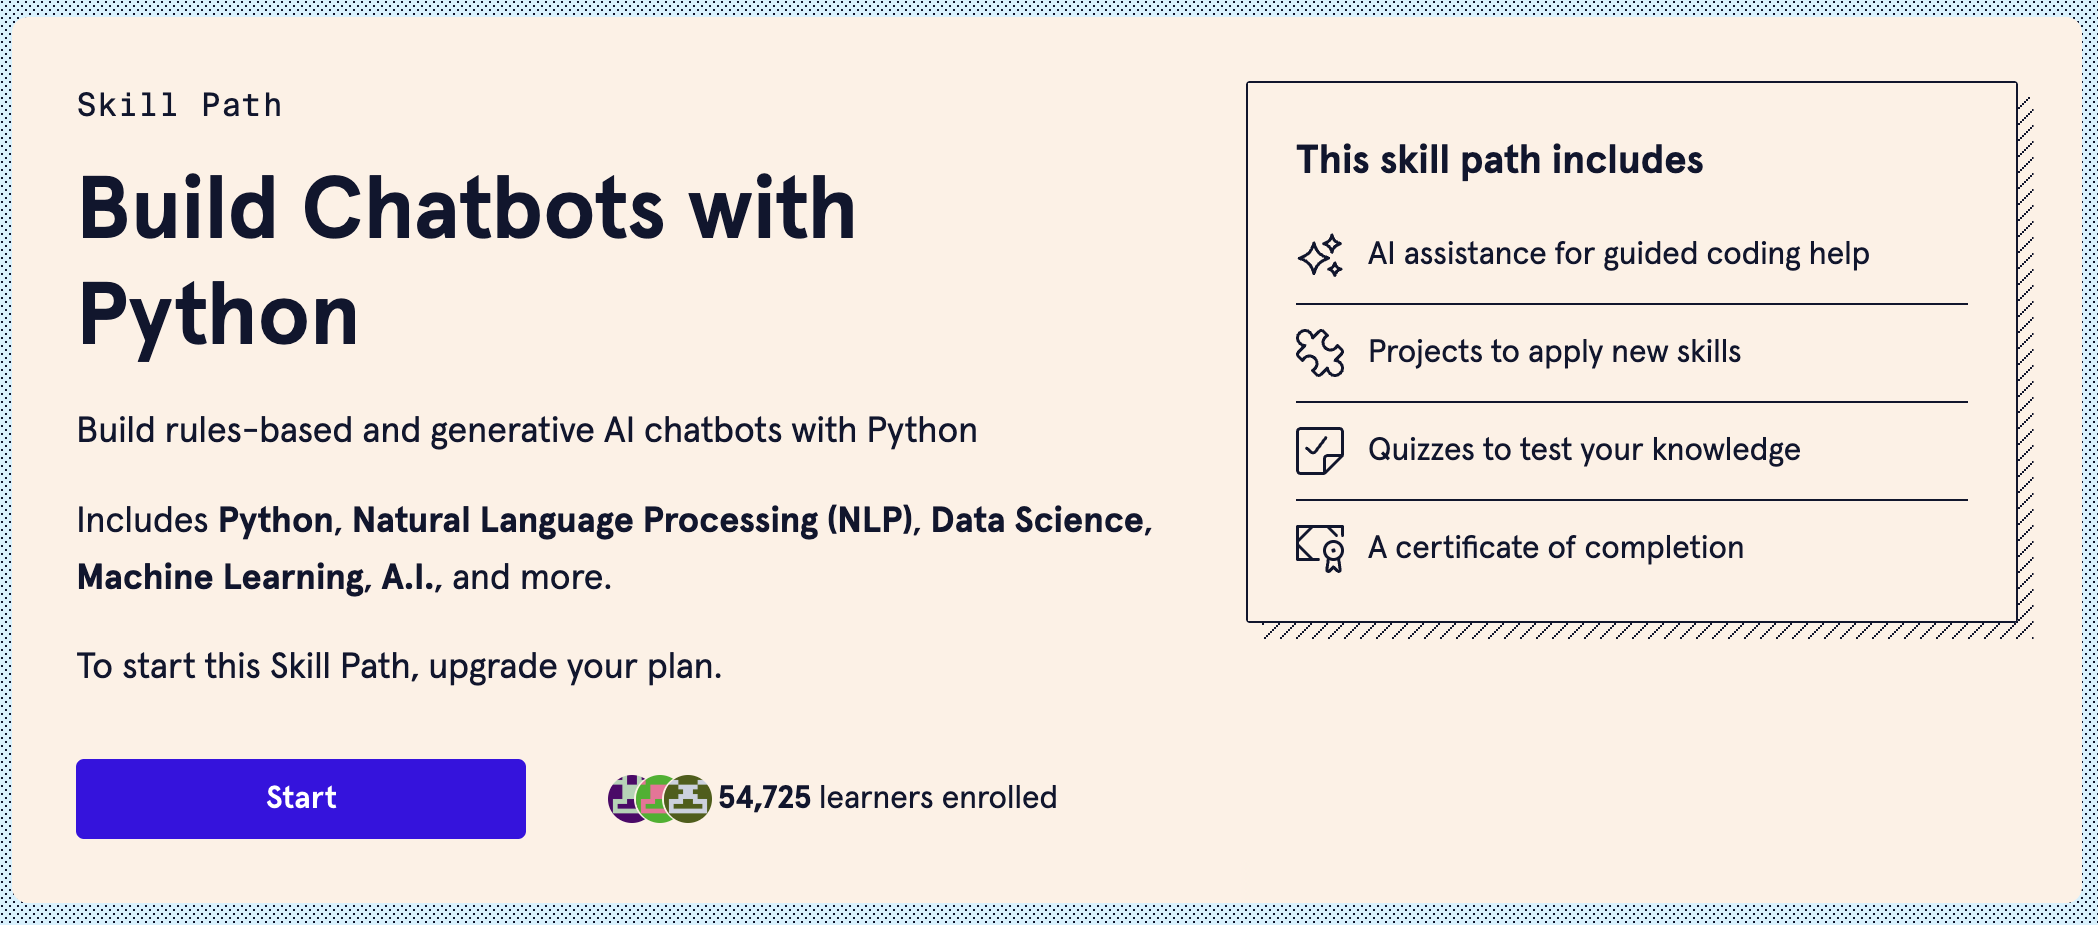 Skill Path
Build Chatbots with
Python
Build rules-based and generative AI chatbots with Python
Includes Python, Natural Language Processing (NLP), Data Science,
Machine Learning, A.I., and more.
To start this Skill Path, upgrade your plan.
Start
54,725 learners enrolled
This skill path includes
AI assistance for guided coding help
Projects to apply new skills
Quizzes to test your knowledge
A certificate of completion